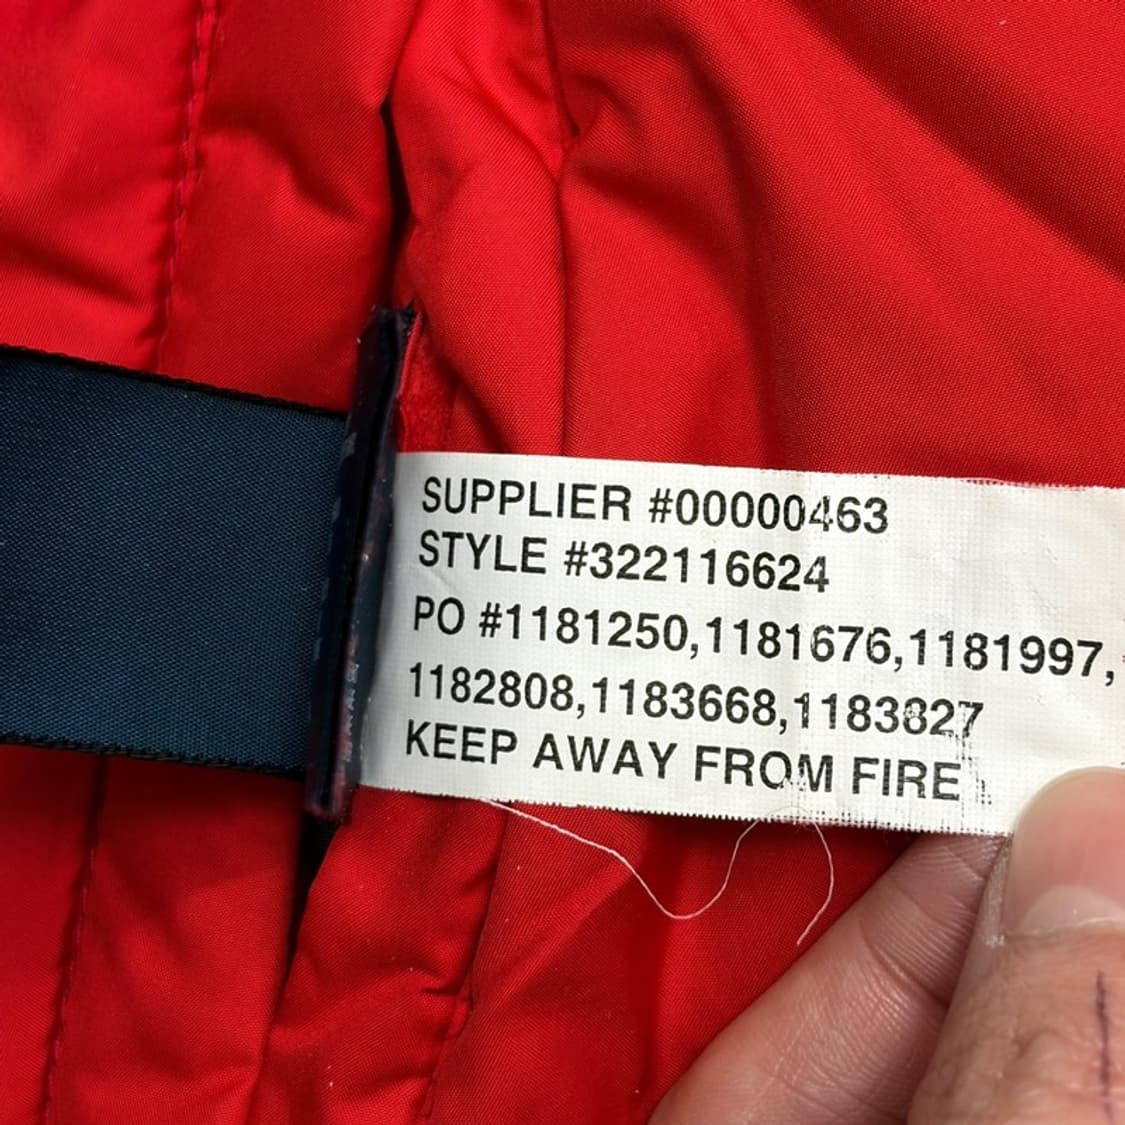 SUPPLIER #00000463
STYLE #322116624
PO #1181250,1181676,1181997,
1182808,1183668,1183827
KEEP AWAY FROM FIRE